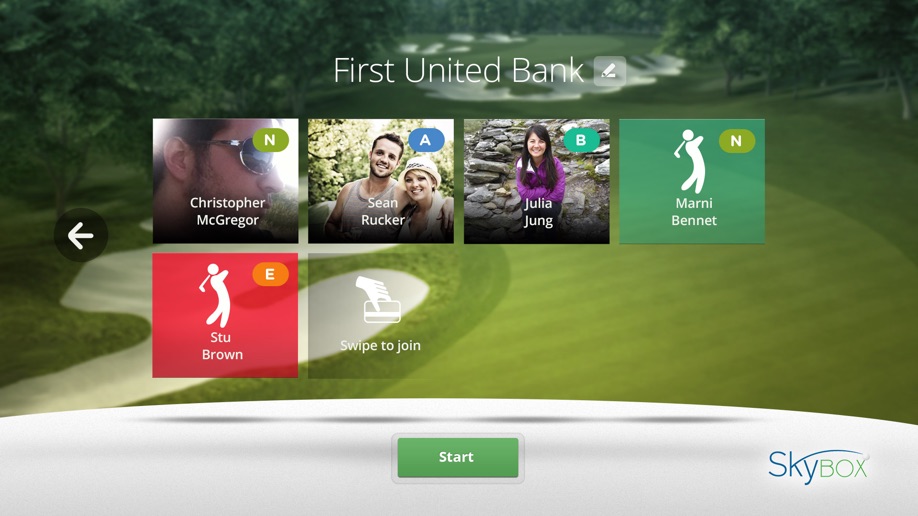 First United Bank
N
Christopher
McGregor
A
Sean
Rucker
B
Julia
Jung
N
Marni
Bennet
E
Stu
Brown
Swipe to join
Start
SkyBOX